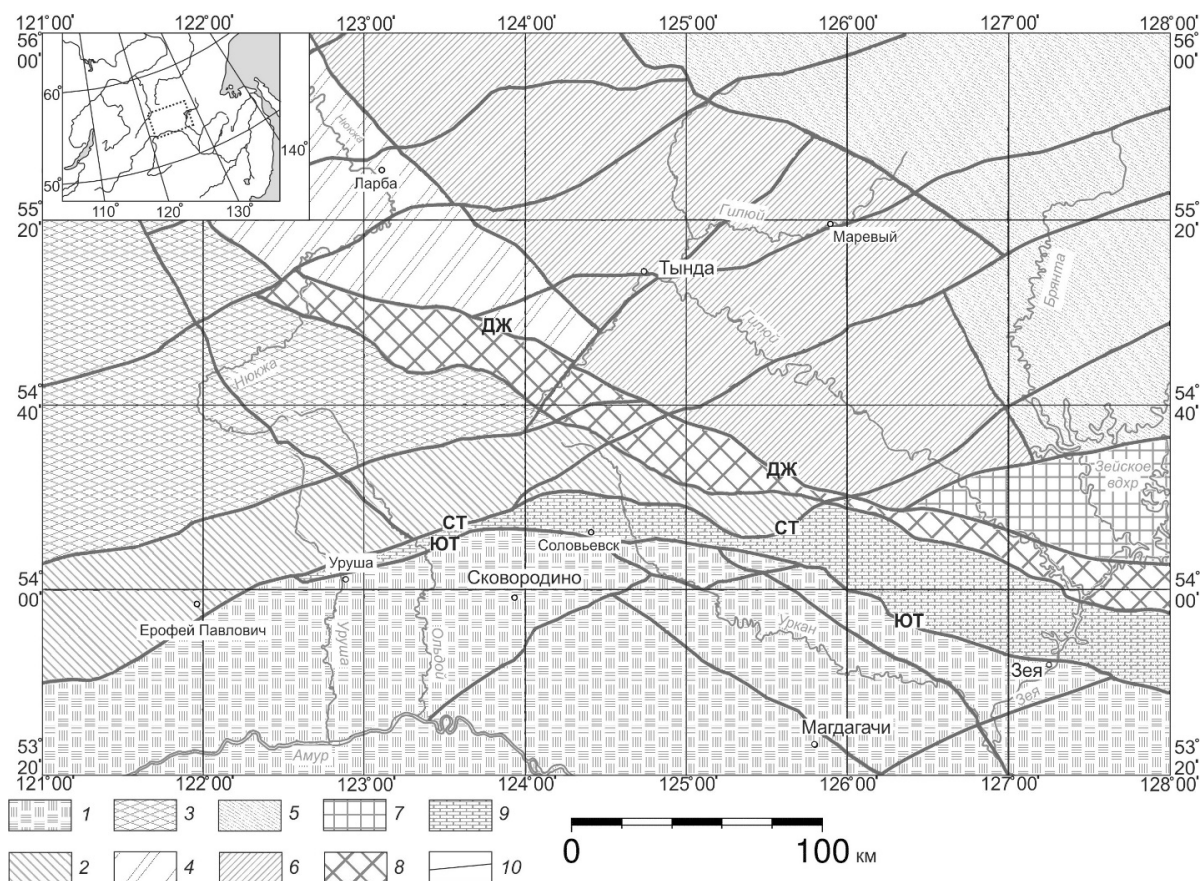 121°00' 122°00' 123°00' 124°00' 125°00' 126°00' 127°00' 128°00'
56° 00'
56° 00'
60°
50°
140°
110° 120° 130°
Нюкжа
Ларба
55° 20'
55° 20'
Гилюй
Маревый
Тында
Брянта
ДЖ
Гилюй
Нюкжа
54° 40'
54° 40'
ДЖ
Зейское
вдхр
СТ
СТ
ЮТ
Соловьевск
Уруша
Сковородино
54° 00'
54° 00'
Ерофей Павлович
Уруша
Ольдой
Уркан
ЮТ
Зея
Зея
Магдагачи
Амур
53° 20'
53° 20'
121°00' 122°00' 123°00' 124°00' 125°00' 126°00' 127°00' 128°00'
1 3 5 7 9
2 4 6 8 10
0 100 км